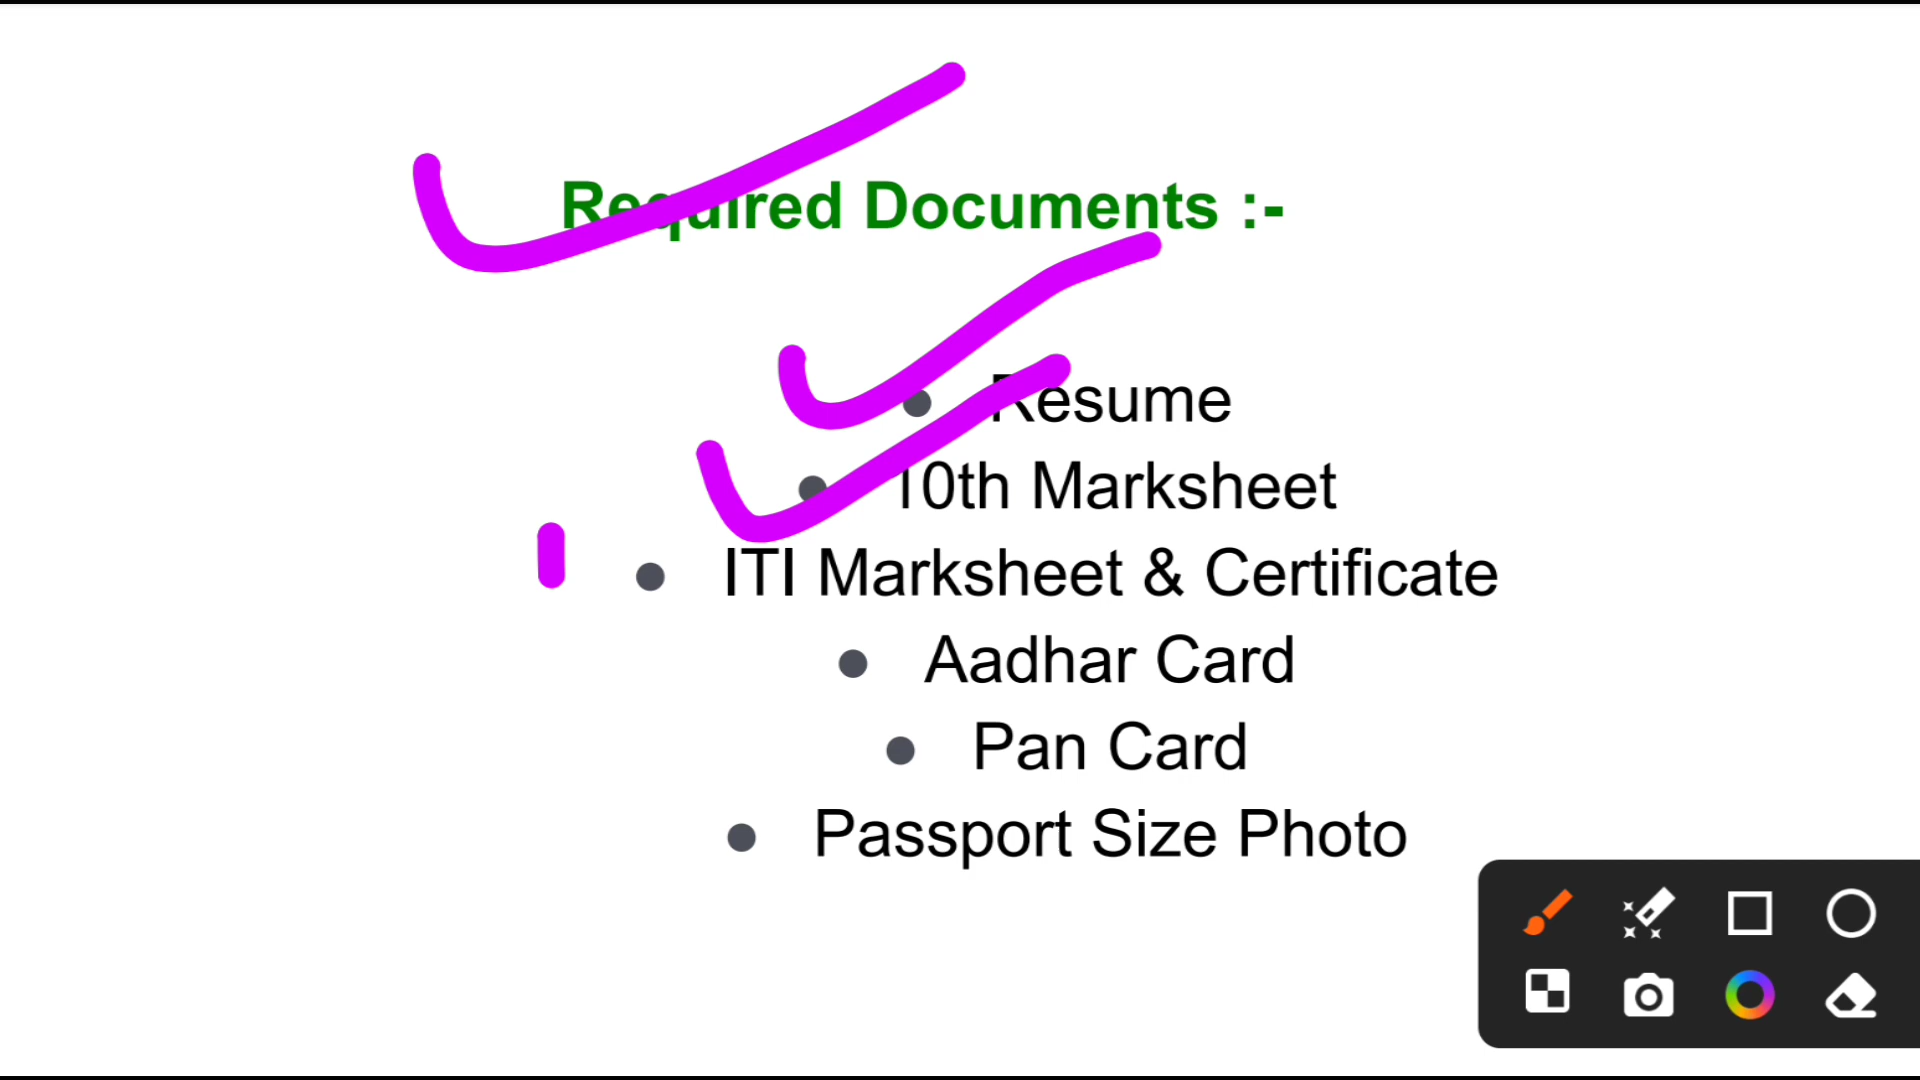 Required Documents :-
Resume
10th Marksheet
ITI Marksheet & Certificate
Aadhar Card
Pan Card
Passport Size Photo